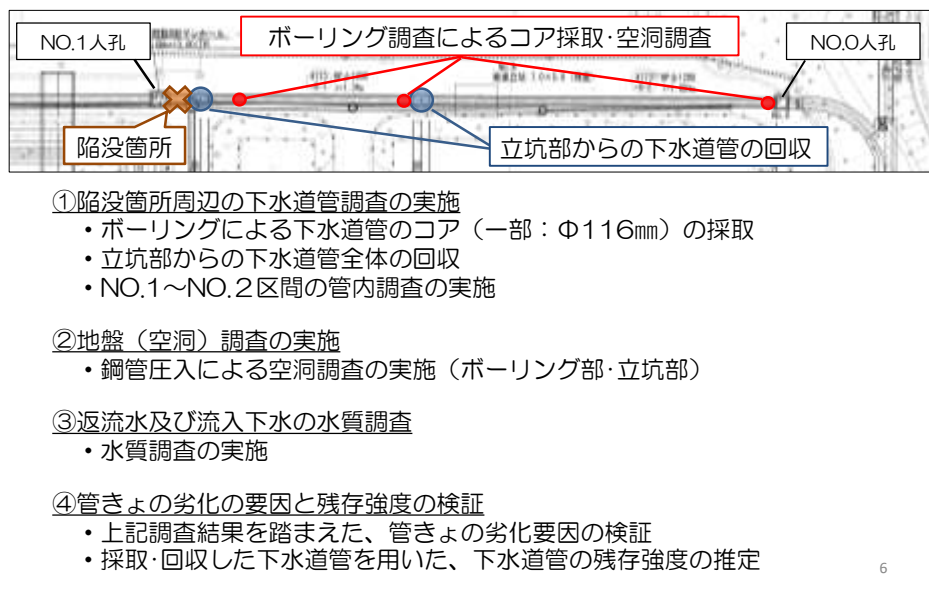 NO.1人孔
ボーリング調査によるコア採取･空洞調査
NO.0人孔
陥没箇所
立坑部からの下水道管の回収
①陥没箇所周辺の下水道管調査の実施
・ボーリングによる下水道管のコア（一部：Φ116㎜）の採取
・立坑部からの下水道管全体の回収
・NO.1～NO.２区間の管内調査の実施
②地盤（空洞）調査の実施
・鋼管圧入による空洞調査の実施（ボーリング部･立坑部）
③返流水及び流入下水の水質調査
・水質調査の実施
④管きょの劣化の要因と残存強度の検証
・上記調査結果を踏まえた、管きょの劣化要因の検証
・採取･回収した下水道管を用いた、下水道管の残存強度の推定
6